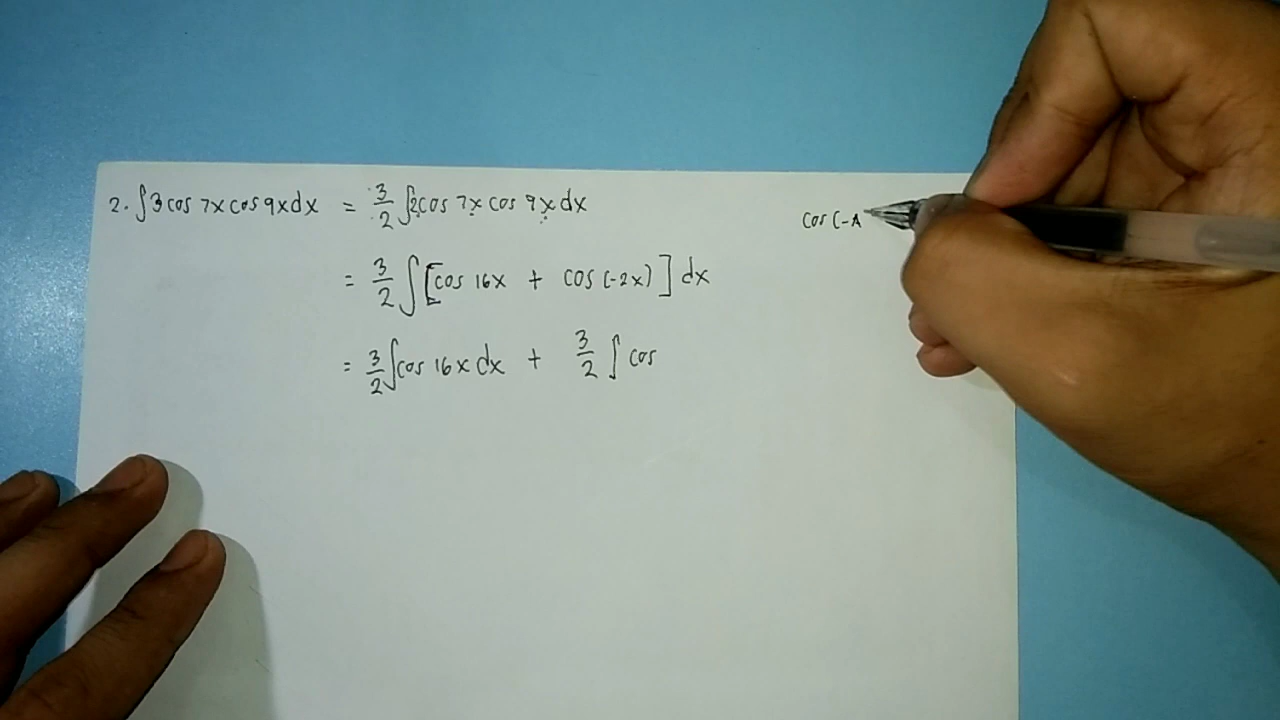 2. ∫3 cos 7x cos 9x dx = 3/2 ∫2cos 7x cos 9x dx
cos (-A
= 3/2 ∫[cos 16x + cos (-2x)] dx
= 3/2 ∫cos 16x dx + 3/2 ∫ cos